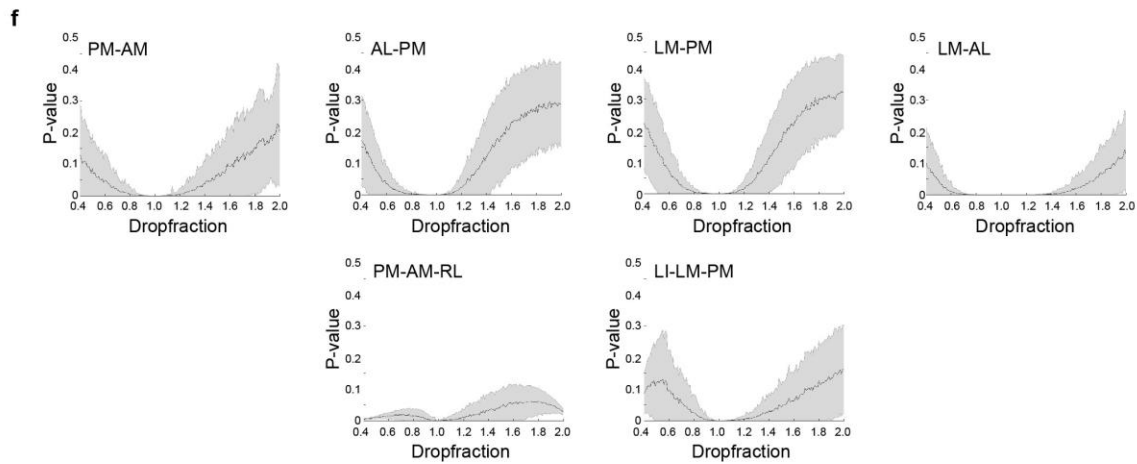 f
PM-AM
AL-PM
LM-PM
LM-AL
0.5 0.5 0.5 0.5
0.4 0.4 0.4 0.4
0.3 0.3 0.3 0.3
0.2 0.2 0.2 0.2
0.1 0.1 0.1 0.1
0 0 0 0
P-value P-value P-value P-value
0.4 0.6 0.8 1.0 1.2 1.4 1.6 1.8 2.0 0.4 0.6 0.8 1.0 1.2 1.4 1.6 1.8 2.0 0.4 0.6 0.8 1.0 1.2 1.4 1.6 1.8 2.0 0.4 0.6 0.8 1.0 1.2 1.4 1.6 1.8 2.0
Dropfraction Dropfraction Dropfraction Dropfraction
PM-AM-RL
LI-LM-PM
0.5 0.5
0.4 0.4
0.3 0.3
0.2 0.2
0.1 0.1
0 0
P-value P-value
0.4 0.6 0.8 1.0 1.2 1.4 1.6 1.8 2.0 0.4 0.6 0.8 1.0 1.2 1.4 1.6 1.8 2.0
Dropfraction Dropfraction